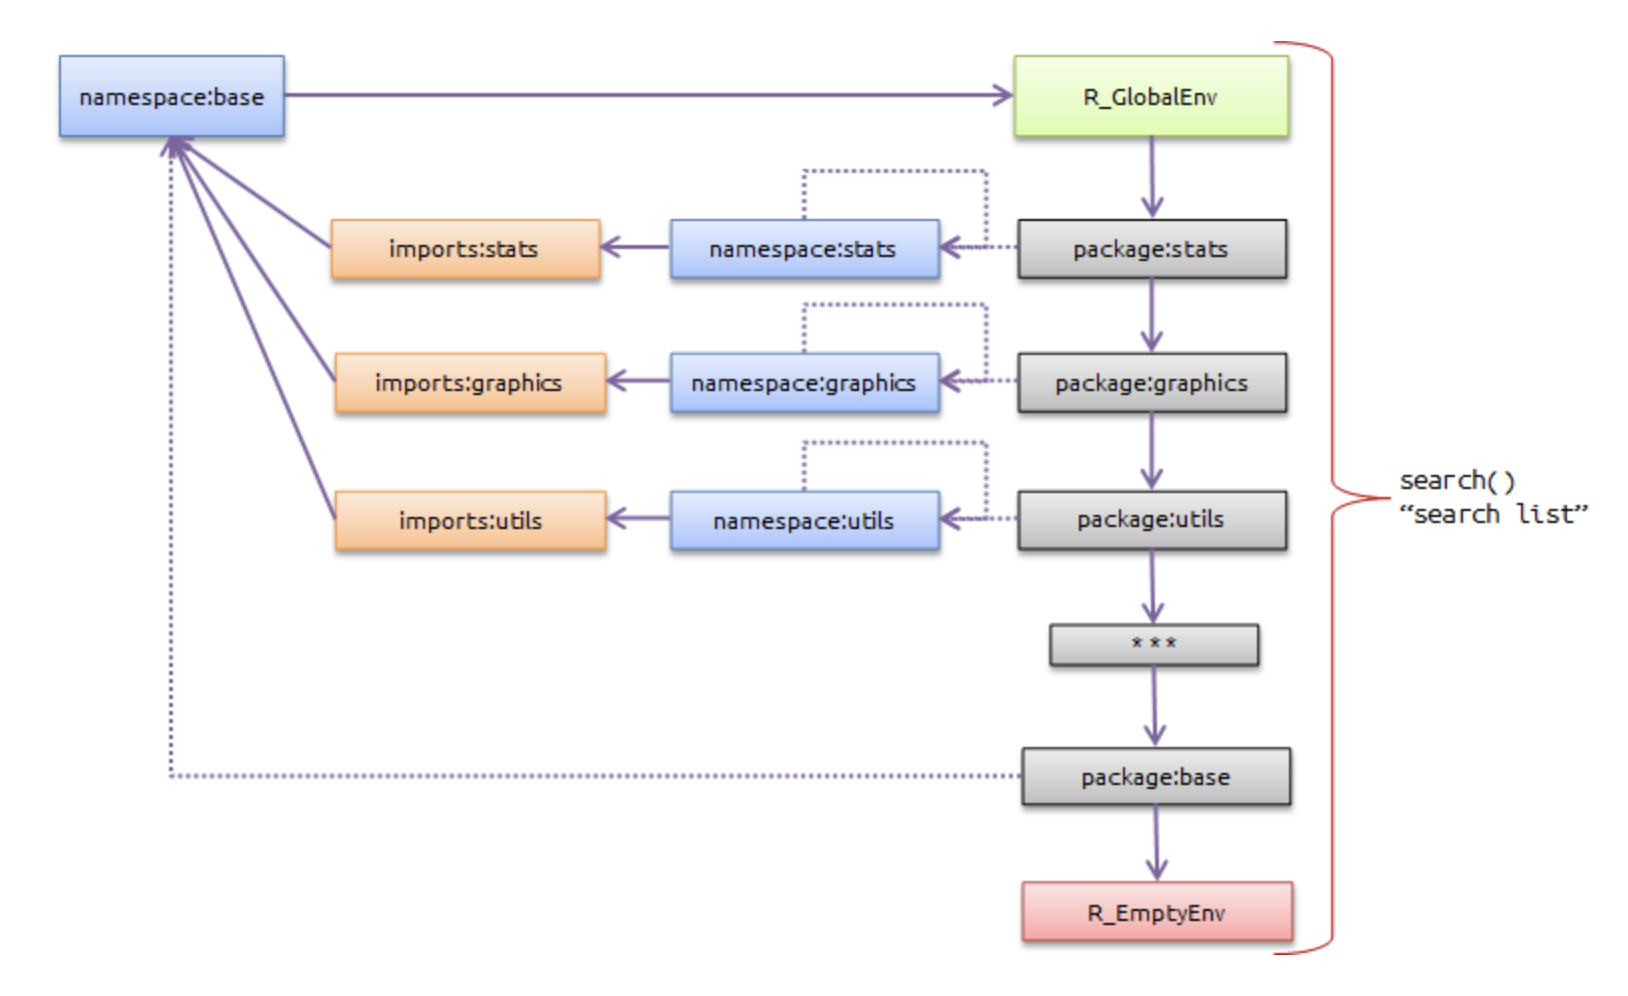 namespace:base
R_GlobalEnv
imports:stats
namespace:stats
package:stats
imports:graphics
namespace:graphics
package:graphics
search()
“search list”
imports:utils
namespace:utils
package:utils
***
package:base
R_EmptyEnv